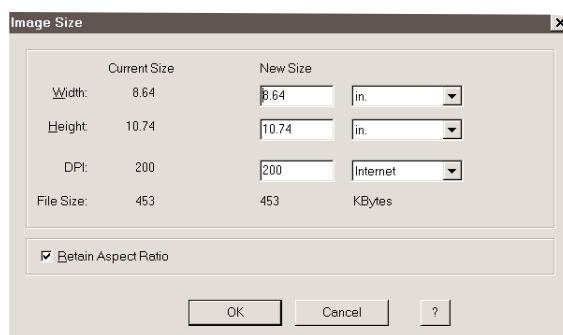 Image Size
Current Size New Size
Width: 8.64 8.64 in.
Height: 10.74 10.74 in.
DPI: 200 200 Internet
File Size: 453 453 KBytes
Retain Aspect Ratio
OK Cancel ?